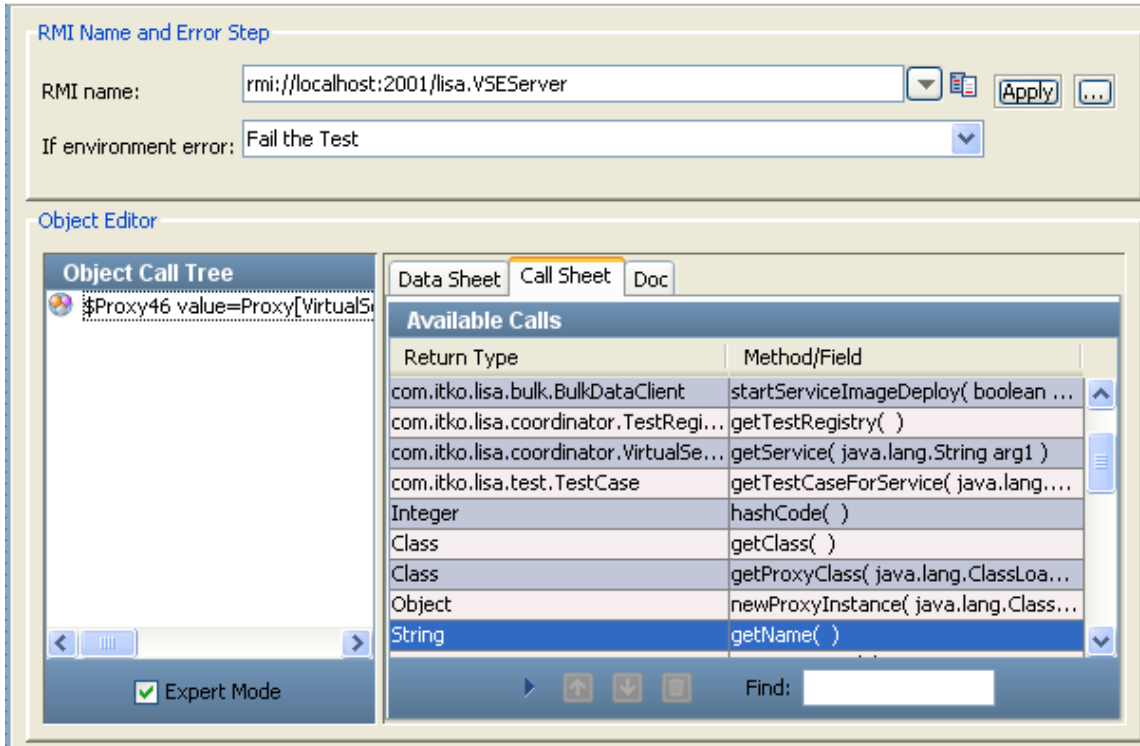 RMI Name and Error Step
RMI name: rmi://localhost:2001/lisa.VSEServer Apply ...
If environment error: Fail the Test
Object Editor
Object Call Tree
$Proxy46 value=Proxy[VirtualSe
Data Sheet Call Sheet Doc
Available Calls
Return Type Method/Field
com.itko.lisa.bulk.BulkDataClient startServiceImageDeploy( boolean ...
com.itko.lisa.coordinator.TestRegi... getTestRegistry( )
com.itko.lisa.coordinator.VirtualSe... getService( java.lang.String arg1 )
com.itko.lisa.test.TestCase getTestCaseForService( java.lang....
Integer hashCode( )
Class getClass( )
Class getProxyClass( java.lang.ClassLoa...
Object newProxyInstance( java.lang.Class...
String getName( )
Expert Mode
Find: